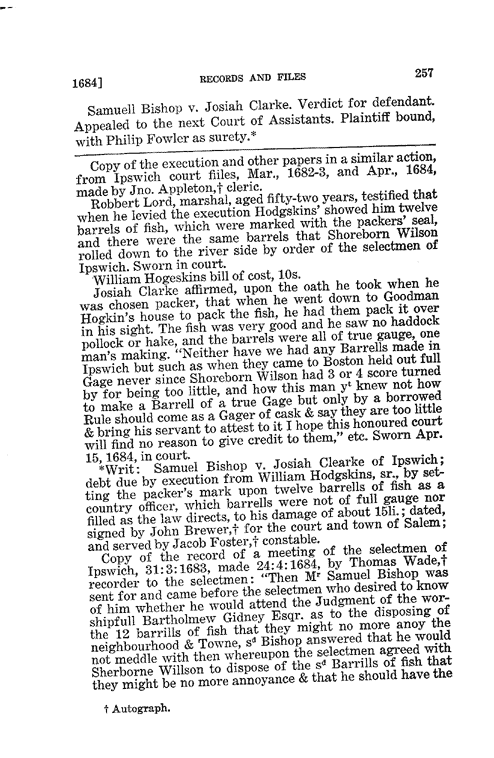 1684]
RECORDS AND FILES
257
Samuell Bishop v. Josiah Clarke. Verdict for defendant.
Appealed to the next Court of Assistants. Plaintiff bound,
with Philip Fowler as surety.*
Copy of the execution and other papers in a similar action,
from Ipswich court fiiles, Mar., 1682-3, and Apr., 1684,
made by Jno. Appleton,† cleric.
Robbert Lord, marshal, aged fifty-two years, testified that
when he levied the execution Hodgskins' showed him twelve
barrels of fish, which were marked with the packers' seal,
and there were the same barrels that Shoreborn Wilson
rolled down to the river side by order of the selectmen of
Ipswich. Sworn in court.
William Hogeskins bill of cost, 10s.
Josiah Clarke affirmed, upon the oath he took when he
was chosen packer, that when he went down to Goodman
Hogkin's house to pack the fish, he had them pack it over
in his sight. The fish was very good and he saw no haddock
pollock or hake, and the barrels were all of true gauge, one
man's making. "Neither have we had any Barrells made in
Ipswich but such as when they came to Boston held out full
Gage never since Shoreborn Wilson had 3 or 4 score turned
by for being too little, and how this man yᵗ knew not how
to make a Barrell of a true Gage but only by a borrowed
Rule should come as a Gager of cask & say they are too little
& bring his servant to attest to it I hope this honoured court
will find no reason to give credit to them," etc. Sworn Apr.
15, 1684, in court.
*Writ: Samuel Bishop v. Josiah Clearke of Ipswich;
debt due by execution from William Hodgskins, sr., by set-
ting the packer's mark upon twelve barrells of fish as a
country officer, which barrells were not of full gauge nor
filled as the law directs, to his damage of about 15li.; dated,
signed by John Brewer,† for the court and town of Salem;
and served by Jacob Foster,† constable.
Copy of the record of a meeting of the selectmen of
Ipswich, 31:3:1683, made 24:4:1684, by Thomas Wade,†
recorder to the selectmen: "Then Mʳ Samuel Bishop was
sent for and came before the selectmen who desired to know
of him whether he would attend the Judgment of the wor-
shipfull Bartholmew Gidney Esqr. as to the disposing of
the 12 barrills of fish that they might no more anoy the
neighbourhood & Towne, sᵈ Bishop answered that he would
not meddle with then whereupon the selectmen agreed with
Sherborne Willson to dispose of the sᵈ Barrills of fish that
they might be no more annoyance & that he should have the
† Autograph.